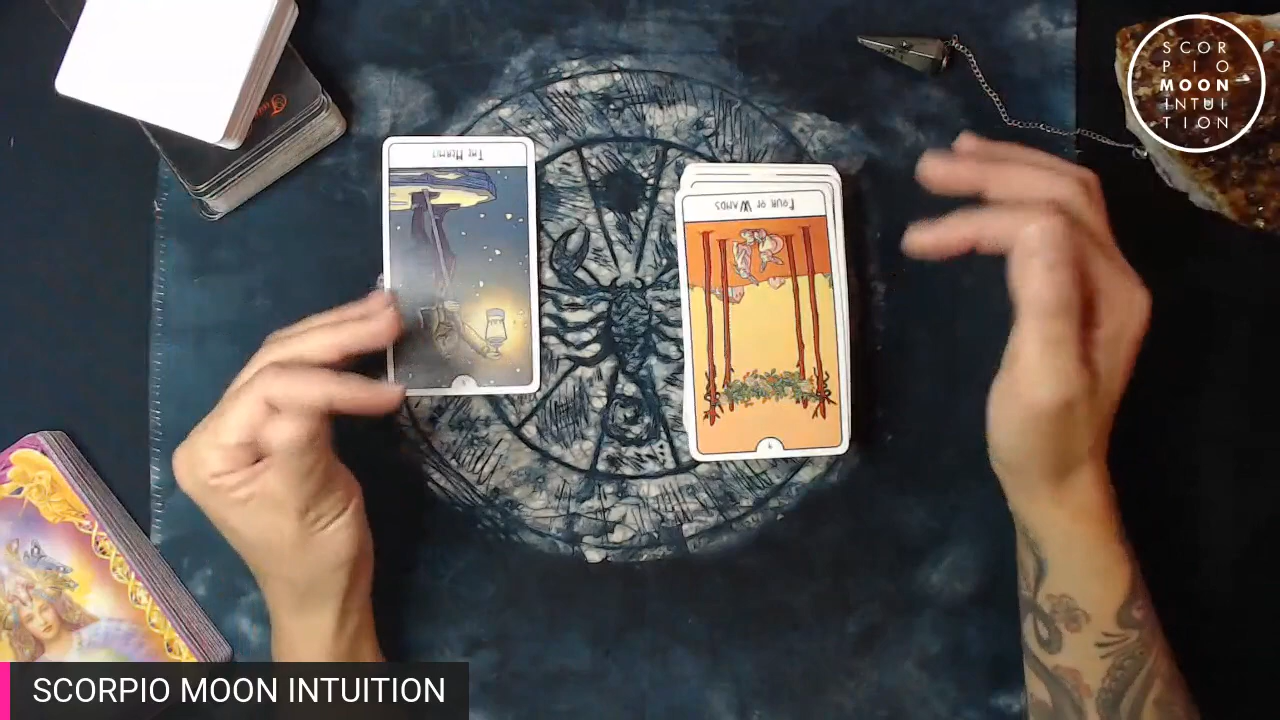 SCOR
PIO
MOON
INTUI
TION
The Hermit
Four of Wands
SCORPIO MOON INTUITION